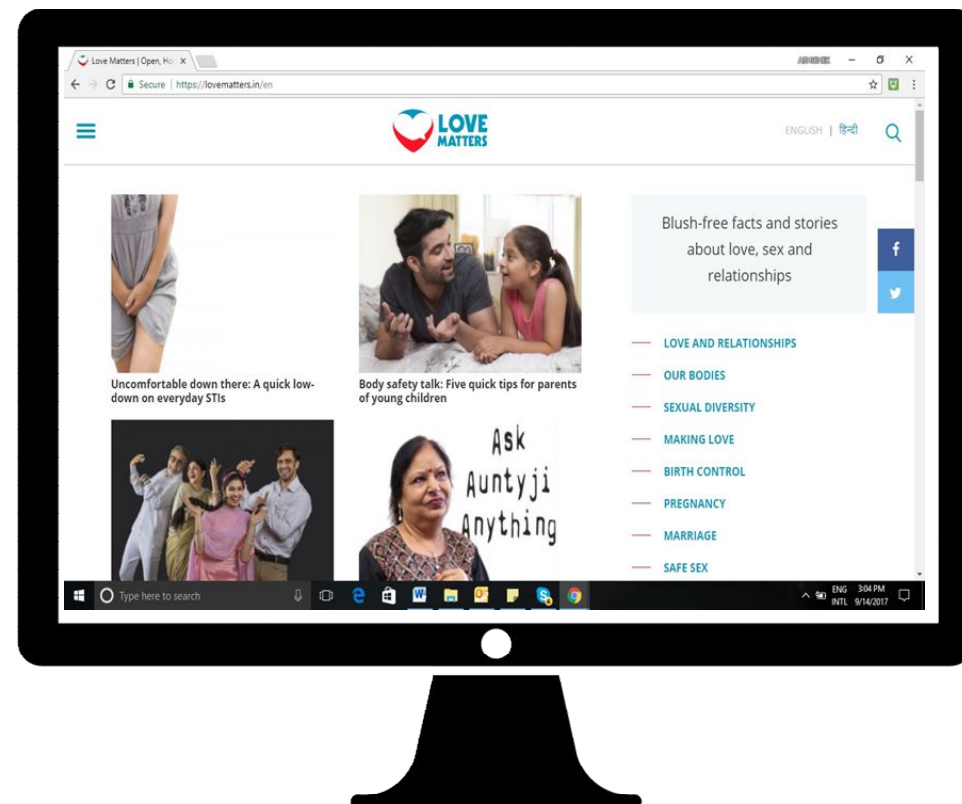 Love Matters | Open, Ho
Secure | https://lovematters.in/en
LOVE
MATTERS
ENGLISH | हिन्दी
Blush-free facts and stories
about love, sex and
relationships
f
Uncomfortable down there: A quick low-
down on everyday STIs
Body safety talk: Five quick tips for parents
of young children
Ask
Auntyji
Anything
LOVE AND RELATIONSHIPS
OUR BODIES
SEXUAL DIVERSITY
MAKING LOVE
BIRTH CONTROL
PREGNANCY
MARRIAGE
SAFE SEX
Type here to search
ENG 3:04 PM
INTL 9/14/2017